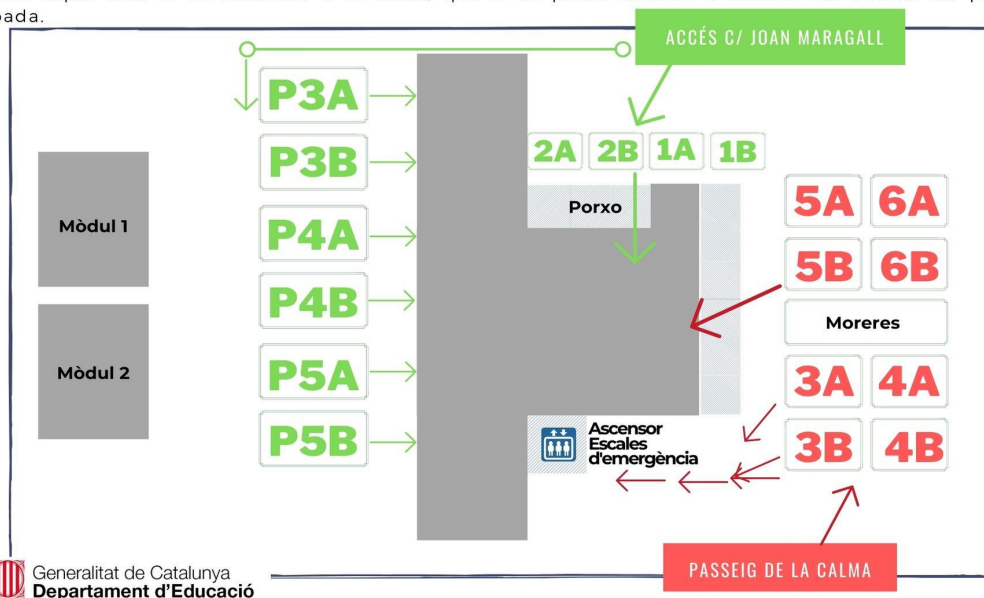 pada.
ACCÉS C/ JOAN MARAGALL
P3A
P3B
P4A
P4B
P5A
P5B
2A 2B 1A 1B
Porxo
Mòdul 1
Mòdul 2
5A 6A
5B 6B
Moreres
3A 4A
3B 4B
Ascensor
Escales
d'emergència
PASSEIG DE LA CALMA
Generalitat de Catalunya
Departament d'Educació